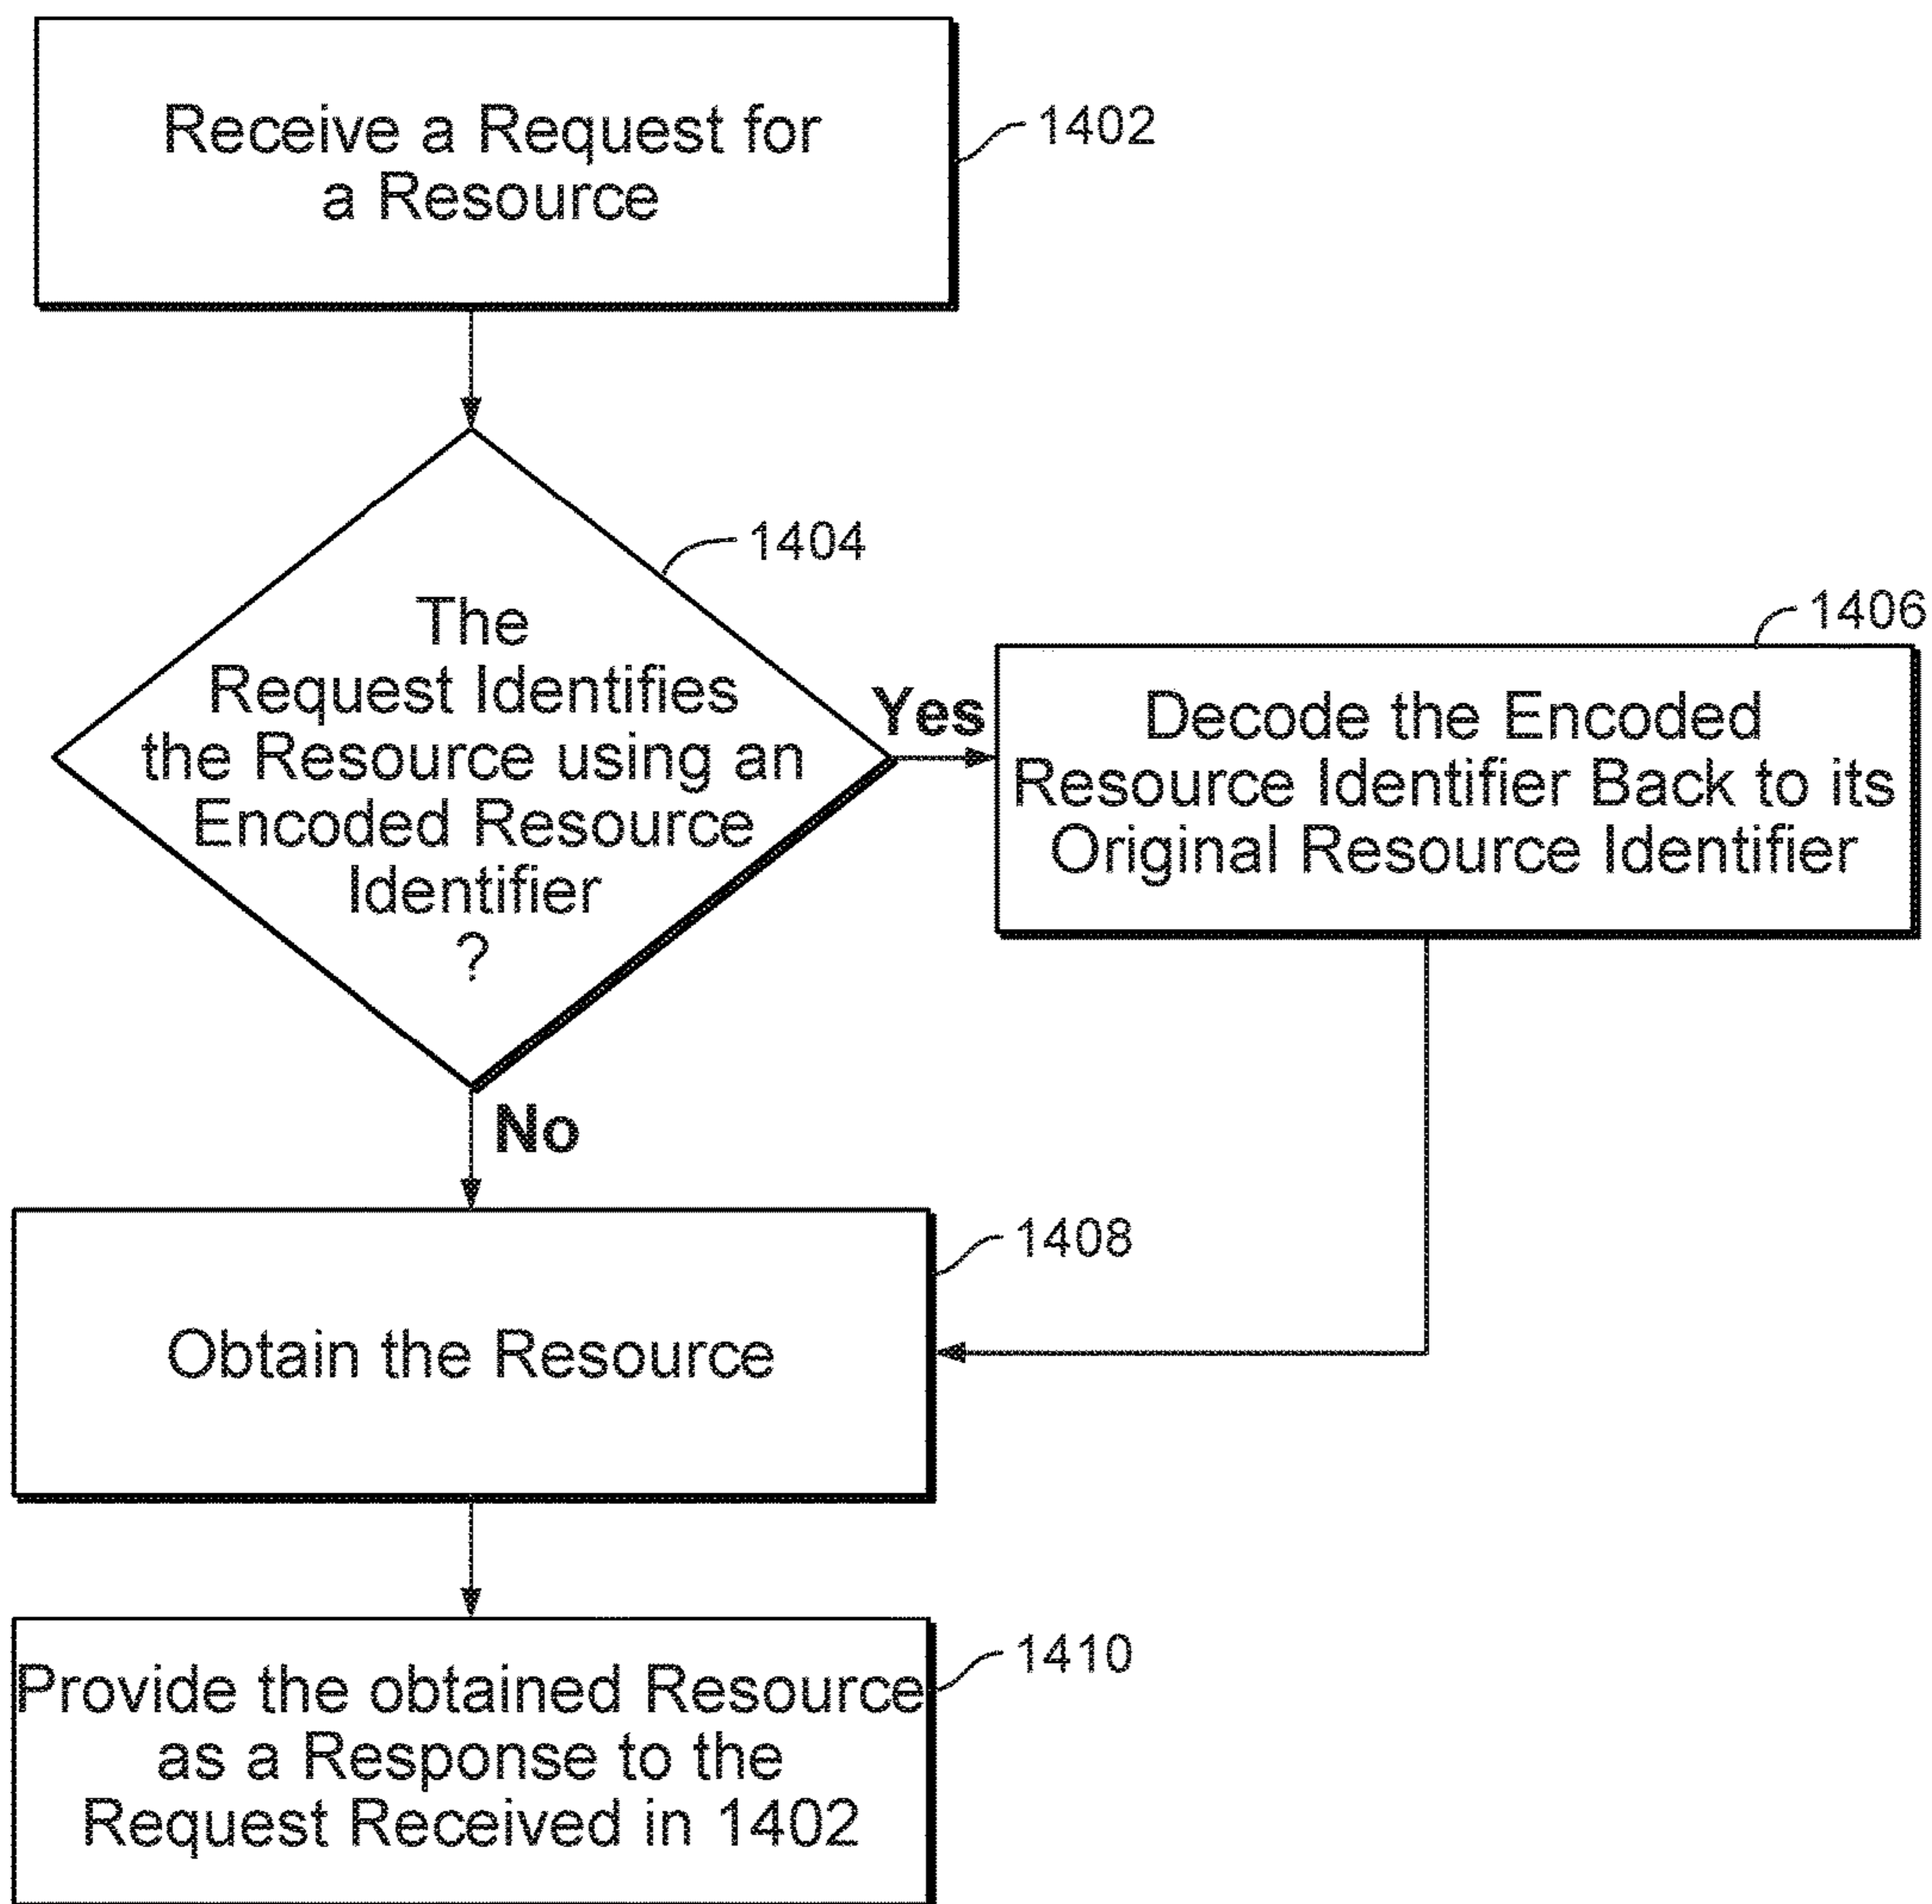 Receive a Request for
a Resource
1402
1404
The
Request Identifies
the Resource using an
Encoded Resource
Identifier
?
Yes
1406
Decode the Encoded
Resource Identifier Back to its
Original Resource Identifier
No
1408
Obtain the Resource
1410
Provide the obtained Resource
as a Response to the
Request Received in 1402